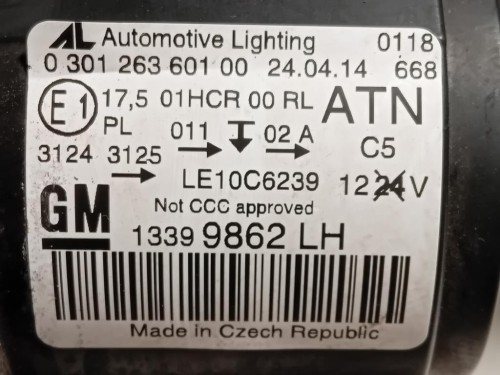 AL Automotive Lighting 0118
0 301 263 601 00 24.04.14 668
E1 17,5 01HCR 00 RL ATN
PL 011 02 A C5
3124 3125
LE10C6239 12 24 V
GM Not CCC approved
1339 9862 LH
Made in Czech Republic